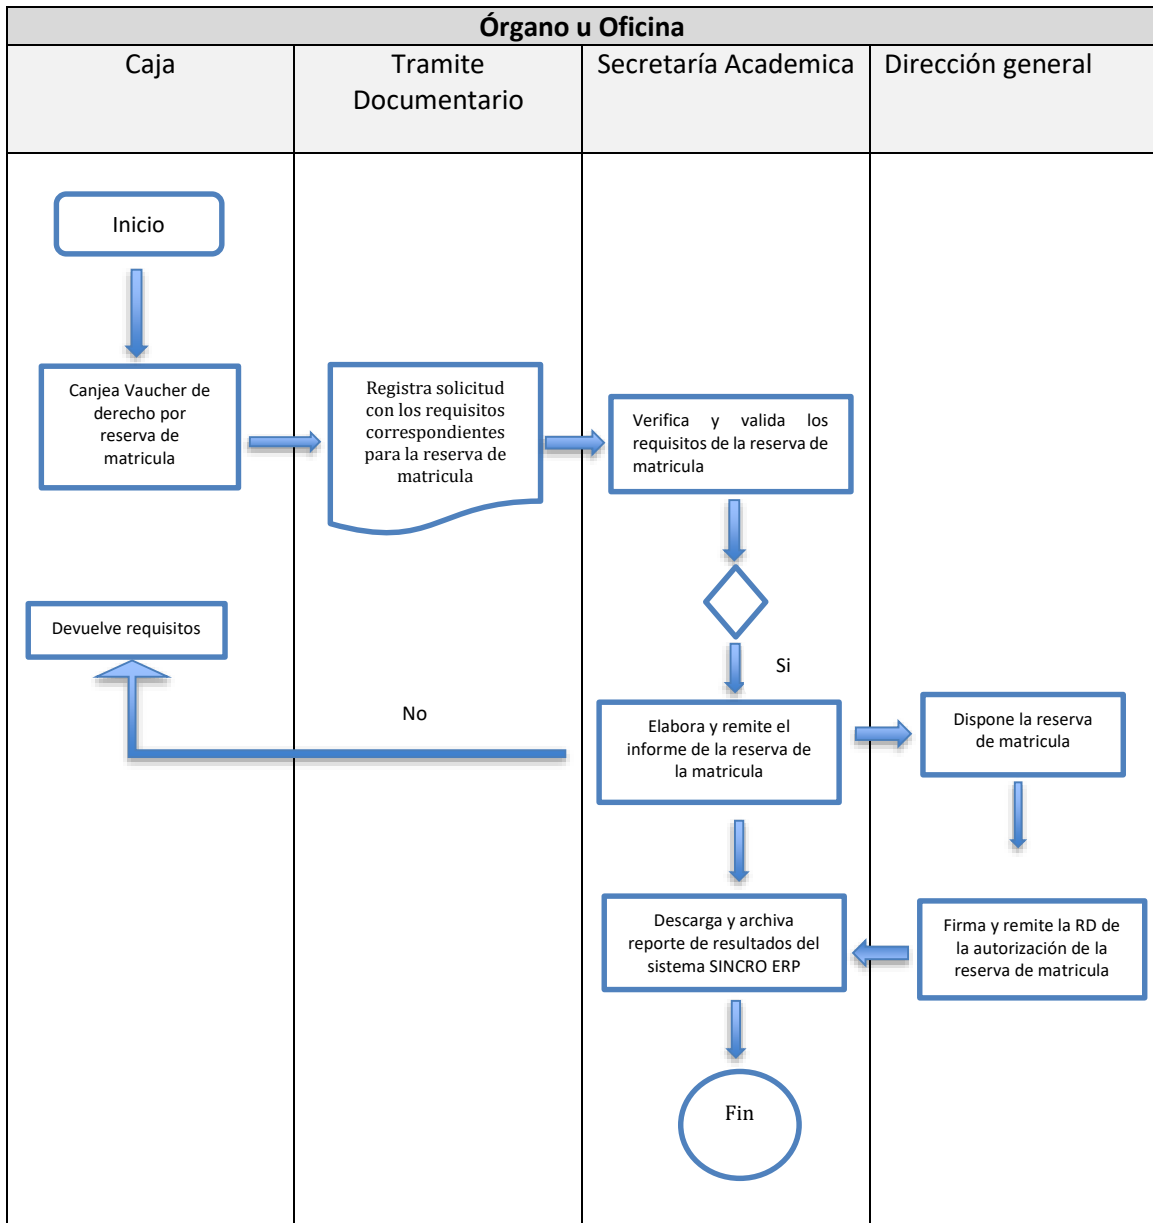 Órgano u Oficina
Caja
Tramite
Documentario
Secretaría Academica
Dirección general
Inicio
Canjea Vaucher de
derecho por
reserva de
matricula
Registra solicitud
con los requisitos
correspondientes
para la reserva de
matricula
Verifica y valida los
requisitos de la reserva de
matricula
Devuelve requisitos
Si
No
Elabora y remite el
informe de la reserva de
la matricula
Dispone la reserva
de matricula
Descarga y archiva
reporte de resultados del
sistema SINCRO ERP
Firma y remite la RD de
la autorización de la
reserva de matricula
Fin